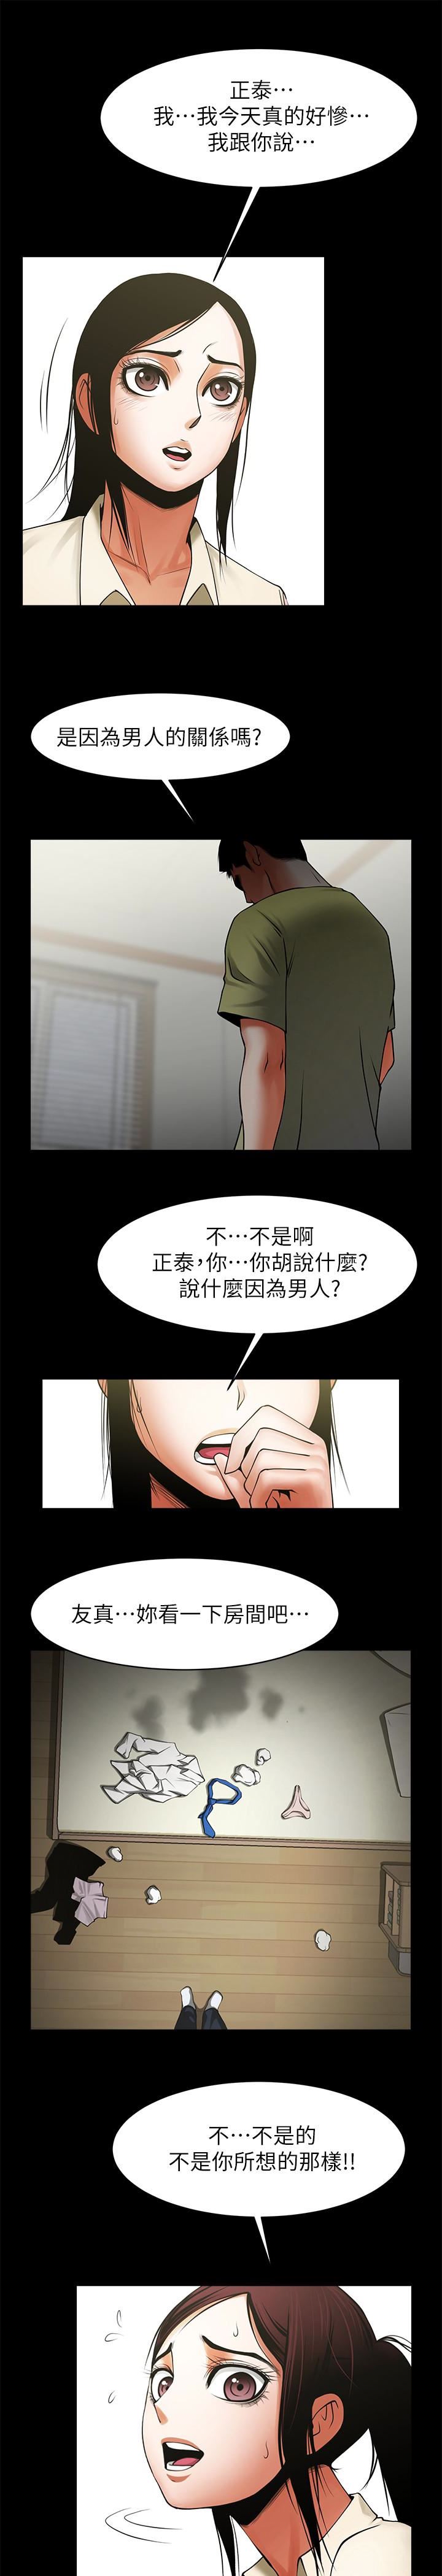 正泰…
我…我今天真的好慘…
我跟你說…
是因為男人的關係嗎?
不…不是啊
正泰,你…你胡說什麼?
說什麼因為男人?
友真…妳看一下房間吧…
不…不是的
不是你所想的那樣!!